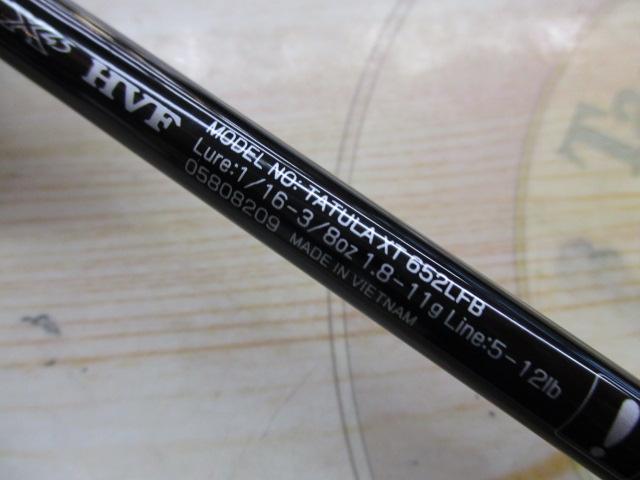 X45 HVF
MODEL NO: TATULA XT 652LFB
Lure:1/16-3/8oz 1.8-11g Line:5-12lb
05808209 MADE IN VIETNAM